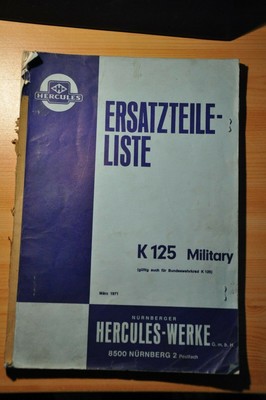 HERCULES
ERSATZTEILE-
LISTE
K 125 Military
(gültig auch für Bundeswehrkrad K 125)
März 1971
NÜRNBERGER
HERCULES-WERKE G.m.b.H
8500 NÜRNBERG 2 Postfach